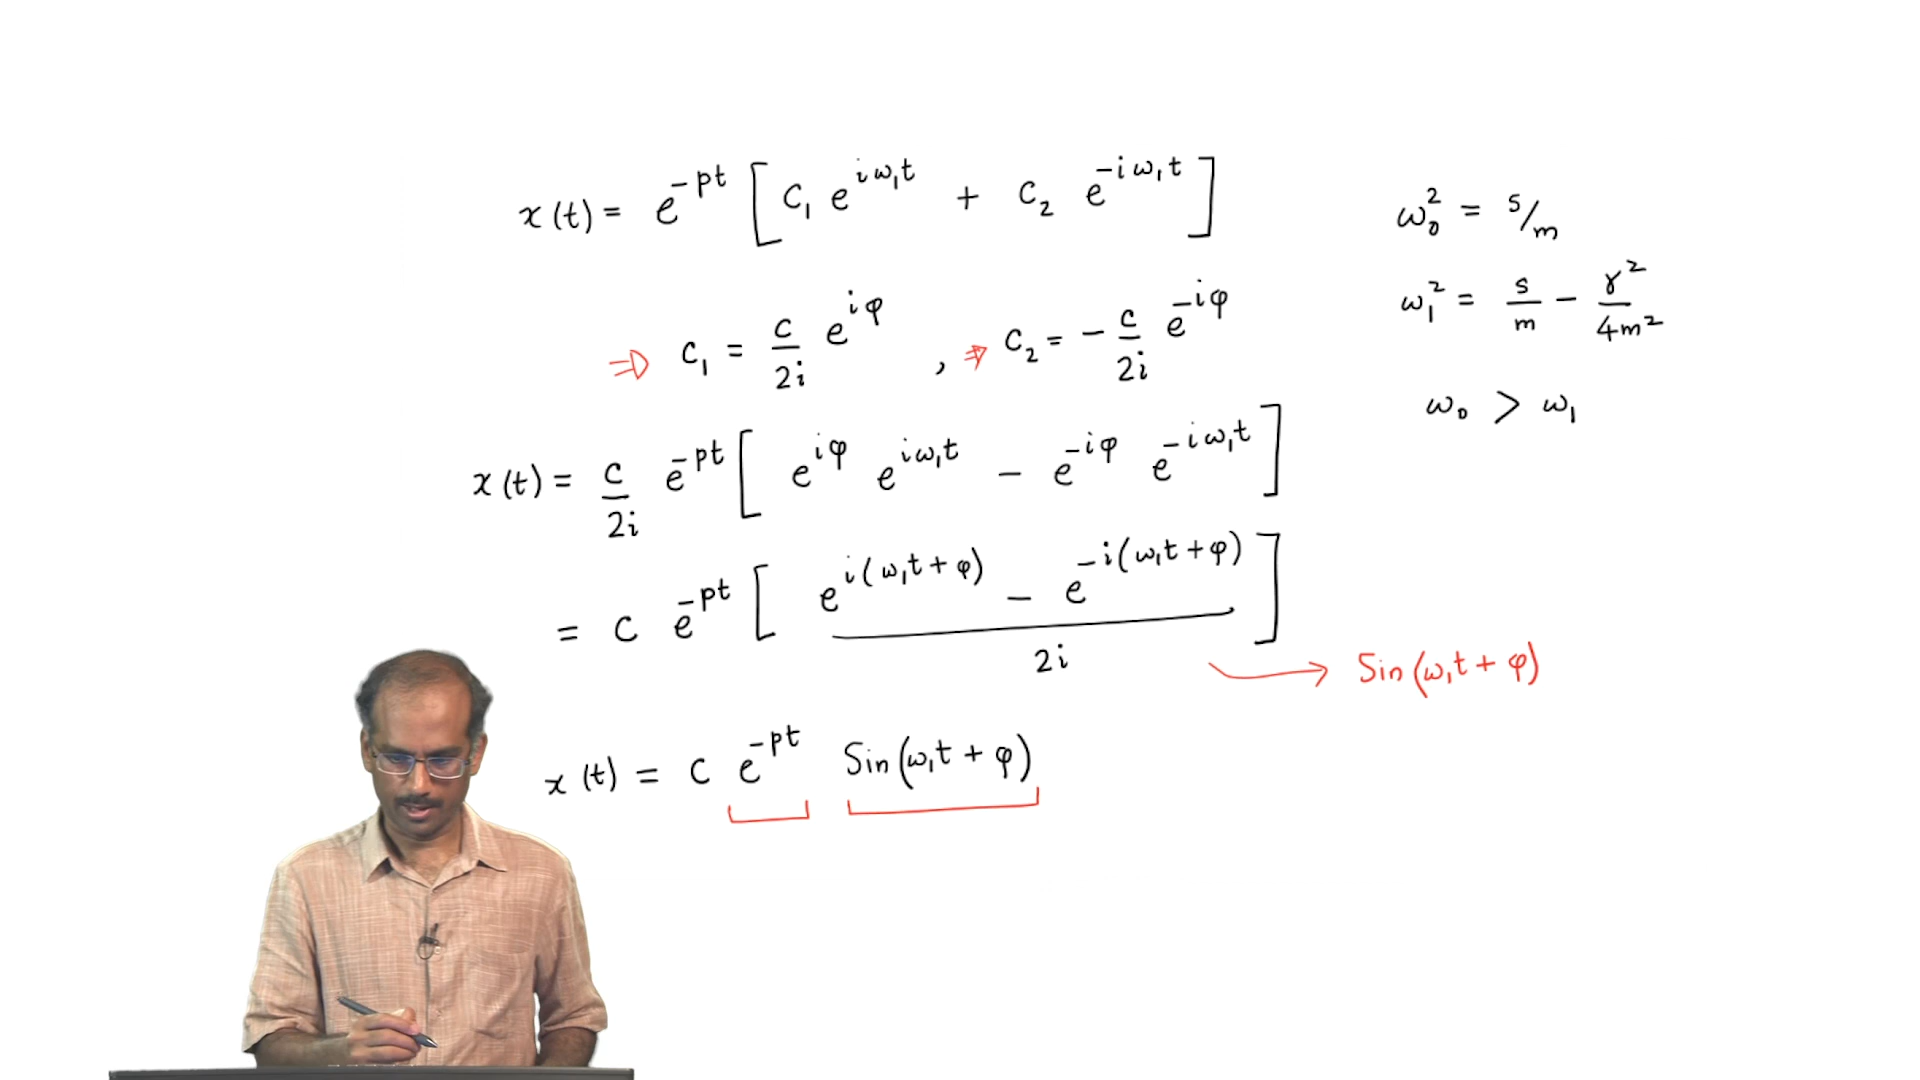 x(t) = e^{-pt} [ C₁ e^{iω₁t} + C₂ e^{-iω₁t} ]
ω₀² = s/m
ω₁² = s/m − γ²/4m²
⇒ C₁ = c/2i e^{iφ} , ⇒ C₂ = − c/2i e^{-iφ}
ω₀ > ω₁
x(t) = c/2i e^{-pt} [ e^{iφ} e^{iω₁t} − e^{-iφ} e^{-iω₁t} ]
= C e^{-pt} [ (e^{i(ω₁t + φ)} − e^{-i(ω₁t + φ)}) / 2i ] → Sin(ω₁t + φ)
x(t) = C e^{-pt} Sin(ω₁t + φ)